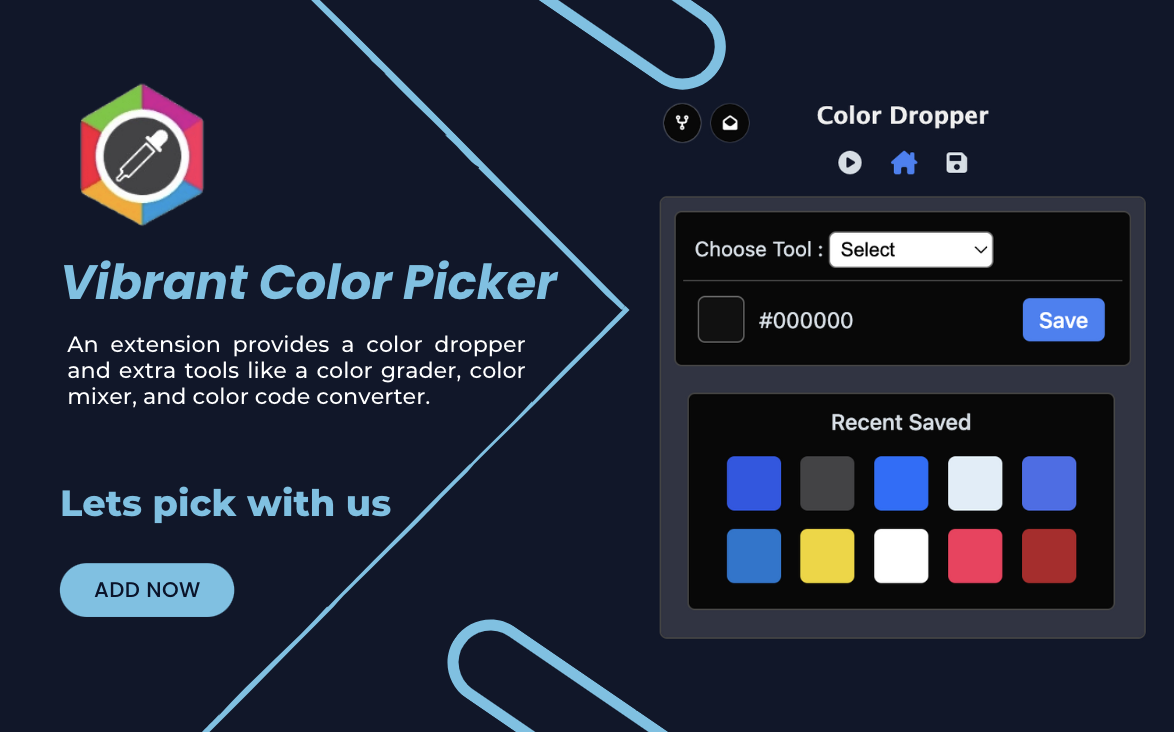 Vibrant Color Picker
An extension provides a color dropper
and extra tools like a color grader, color
mixer, and color code converter.
Lets pick with us
ADD NOW
Color Dropper
Choose Tool : Select
#000000 Save
Recent Saved